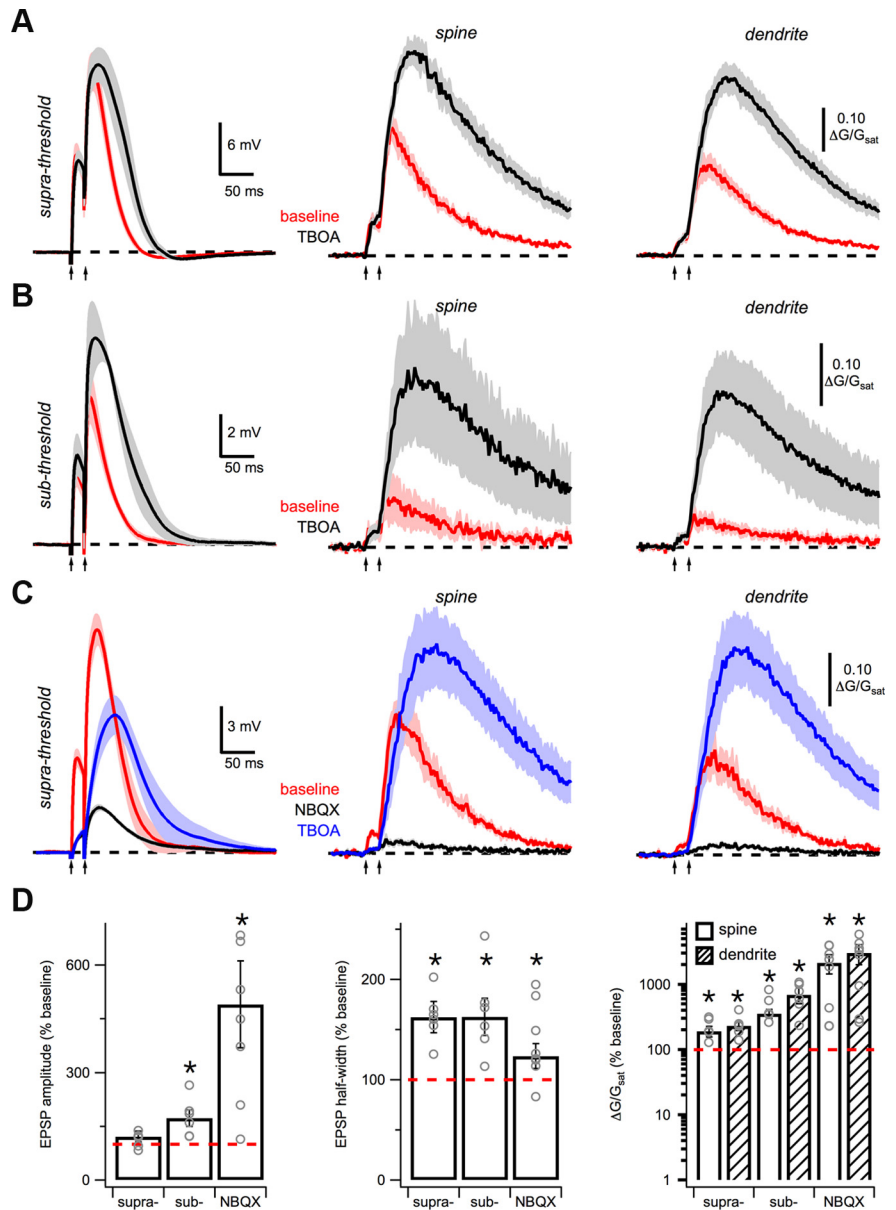 A
spine
dendrite
supra-threshold
6 mV
50 ms
0.10
ΔG/Gsat
baseline
TBOA
B
spine
dendrite
sub-threshold
2 mV
50 ms
0.10
ΔG/Gsat
baseline
TBOA
C
spine
dendrite
supra-threshold
3 mV
50 ms
0.10
ΔG/Gsat
baseline
NBQX
TBOA
D
EPSP amplitude (% baseline)
600
300
0
* * 
supra- sub- NBQX
EPSP half-width (% baseline)
200
100
0
* * *
supra- sub- NBQX
ΔG/Gsat (% baseline)
1000
100
10
1
spine
dendrite
* * * * * *
supra- sub- NBQX